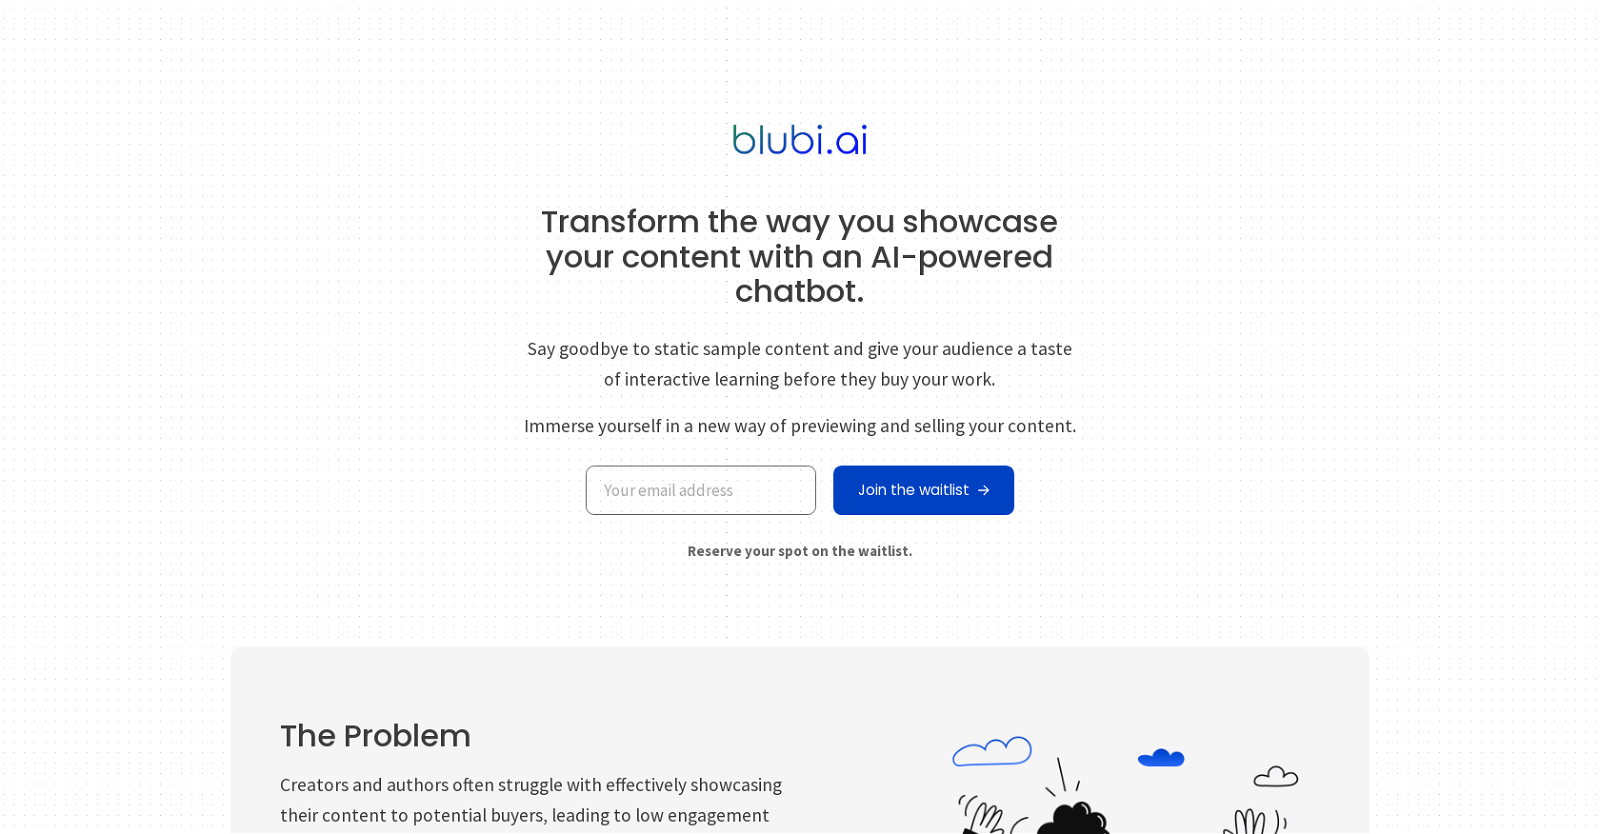 blubi.ai
Transform the way you showcase
your content with an AI-powered
chatbot.
Say goodbye to static sample content and give your audience a taste
of interactive learning before they buy your work.
Immerse yourself in a new way of previewing and selling your content.
Your email address
Join the waitlist →
Reserve your spot on the waitlist.
The Problem
Creators and authors often struggle with effectively showcasing
their content to potential buyers, leading to low engagement